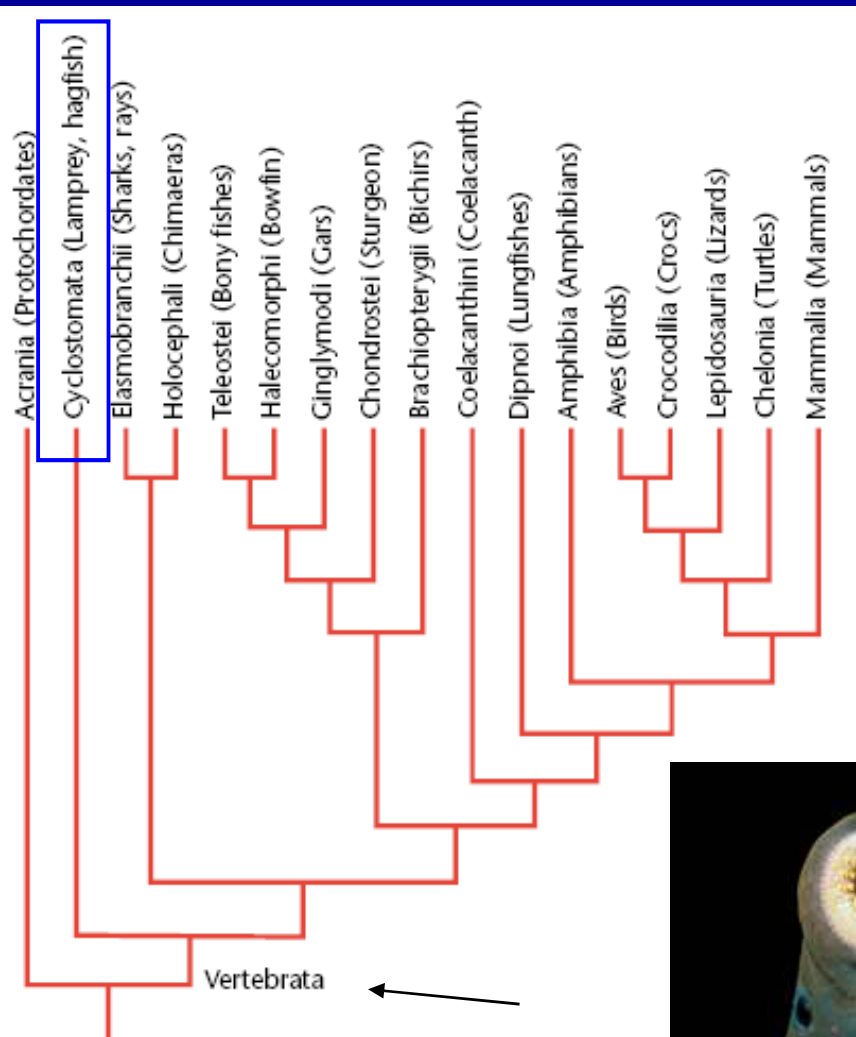 Acrania (Protochordates)
Cyclostomata (Lamprey, hagfish)
Elasmobranchii (Sharks, rays)
Holocephali (Chimaeras)
Teleostei (Bony fishes)
Halecomorphi (Bowfin)
Ginglymodi (Gars)
Chondrostei (Sturgeon)
Brachiopterygii (Bichirs)
Coelacanthini (Coelacanth)
Dipnoi (Lungfishes)
Amphibia (Amphibians)
Aves (Birds)
Crocodilia (Crocs)
Lepidosauria (Lizards)
Chelonia (Turtles)
Mammalia (Mammals)
Vertebrata